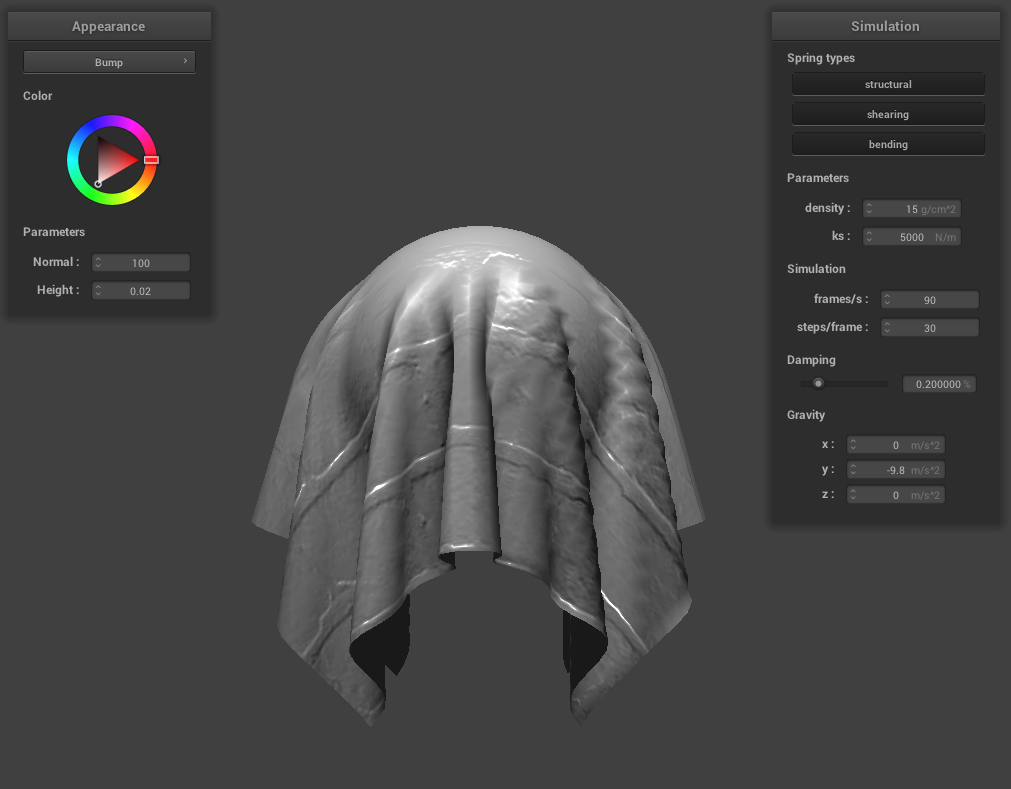 Appearance
Bump
Color
Parameters
Normal : 100
Height : 0.02
Simulation
Spring types
structural
shearing
bending
Parameters
density : 15 g/cm^2
ks : 5000 N/m
Simulation
frames/s : 90
steps/frame : 30
Damping
0.200000 %
Gravity
x : 0 m/s^2
y : -9.8 m/s^2
z : 0 m/s^2